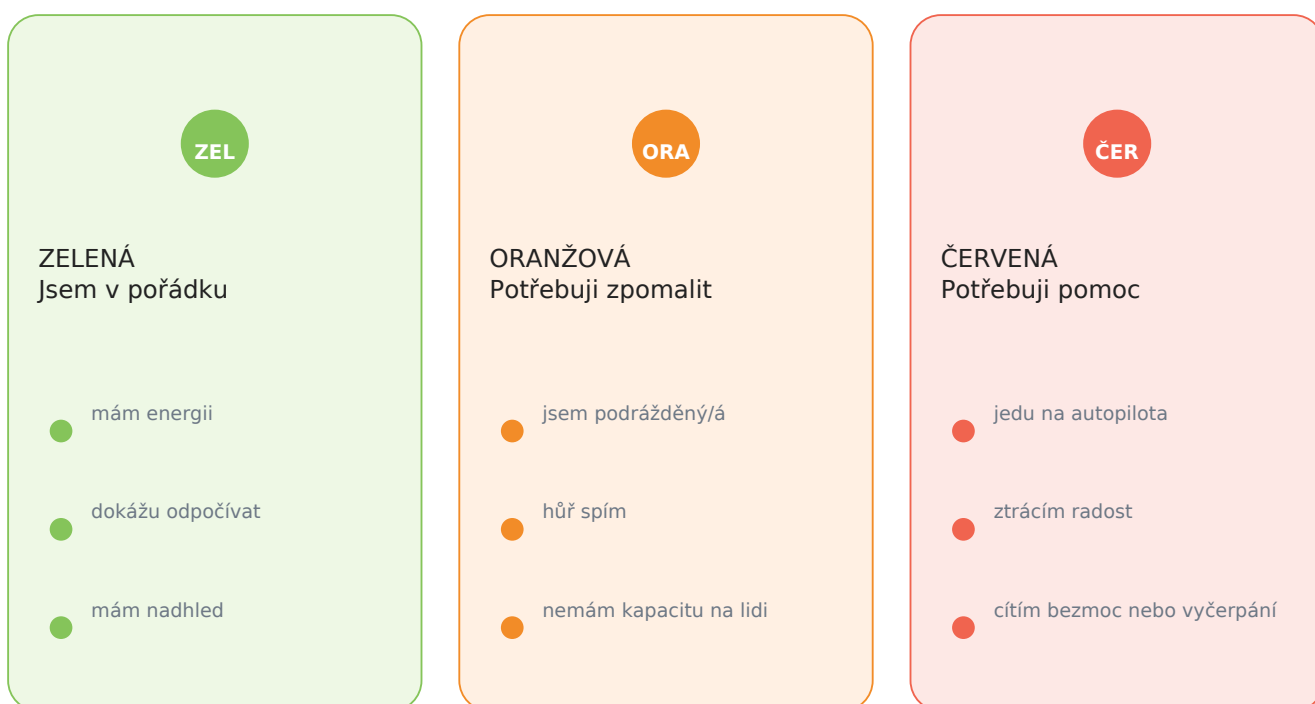 ZEL
ZELENÁ
Jsem v pořádku
mám energii
dokážu odpočívat
mám nadhled
ORA
ORANŽOVÁ
Potřebuji zpomalit
jsem podrážděný/á
hůř spím
nemám kapacitu na lidi
ČER
ČERVENÁ
Potřebuji pomoc
jedu na autopilota
ztrácím radost
cítím bezmoc nebo vyčerpání